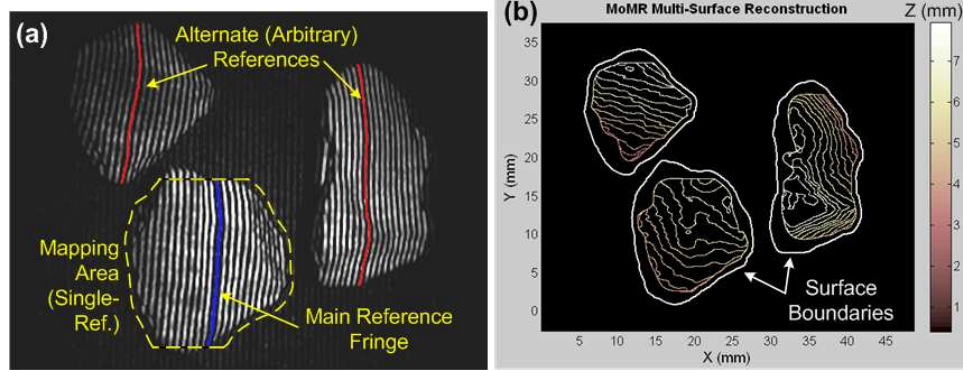 (a)
Alternate (Arbitrary)
References
Mapping
Area
(Single-
Ref.)
Main Reference
Fringe
(b)
MoMR Multi-Surface Reconstruction
Z (mm)
35
30
25
20
15
10
5
0
Y (mm)
5 10 15 20 25 30 35 40 45
X (mm)
7
6
5
4
3
2
1
Surface
Boundaries